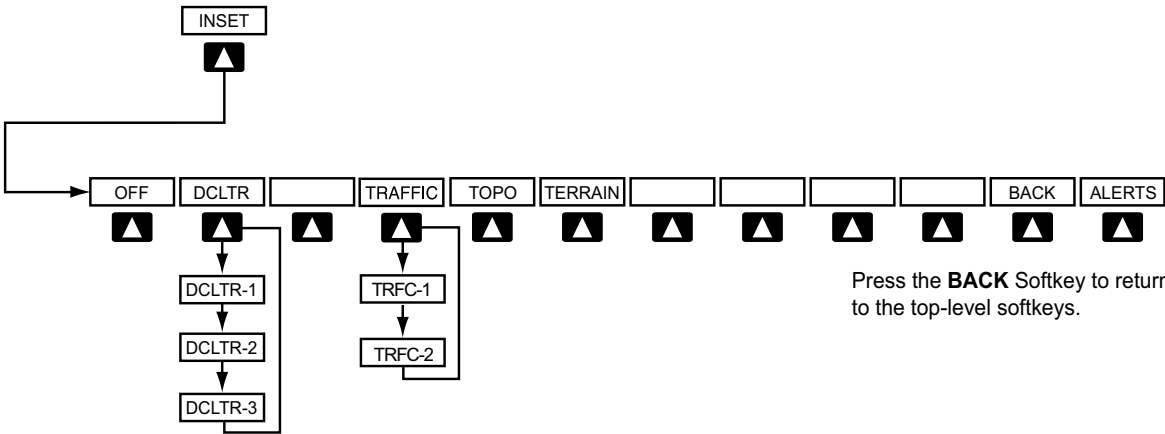 INSET
OFF
DCLTR
TRAFFIC
TOPO
TERRAIN
BACK
ALERTS
DCLTR-1
DCLTR-2
DCLTR-3
TRFC-1
TRFC-2
Press the BACK Softkey to return
to the top-level softkeys.